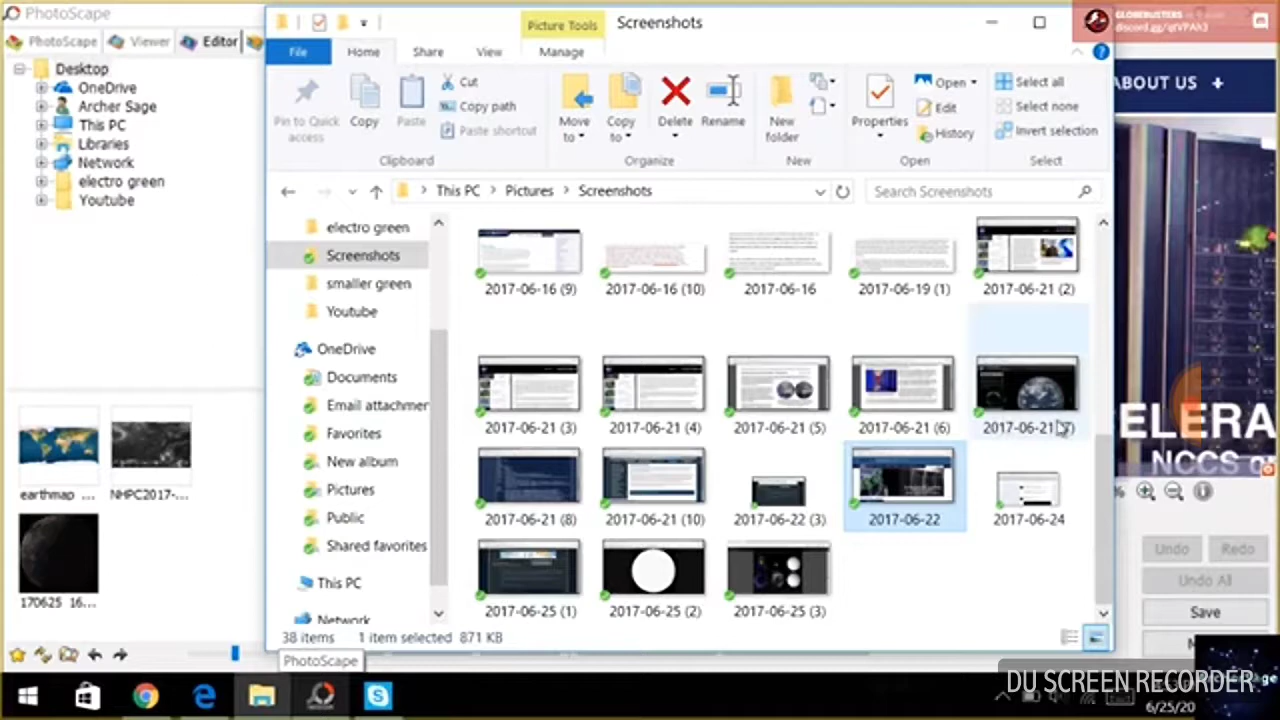 PhotoScape
PhotoScape
Viewer
Editor
Desktop
OneDrive
Archer Sage
This PC
Libraries
Network
electro green
Youtube
earthmap ...
NHPC2017-...
170625 16...
Picture Tools
Screenshots
File
Home
Share
View
Manage
Pin to Quick access
Copy
Paste
Cut
Copy path
Paste shortcut
Clipboard
Move to
Copy to
Delete
Rename
Organize
New folder
New
Properties
Open
Edit
History
Open
Select all
Select none
Invert selection
Select
This PC
Pictures
Screenshots
Search Screenshots
electro green
Screenshots
smaller green
Youtube
OneDrive
Documents
Email attachmer
Favorites
New album
Pictures
Public
Shared favorites
This PC
Network
2017-06-16 (9)
2017-06-16 (10)
2017-06-16
2017-06-19 (1)
2017-06-21 (2)
2017-06-21 (3)
2017-06-21 (4)
2017-06-21 (5)
2017-06-21 (6)
2017-06-21
2017-06-21 (8)
2017-06-21 (10)
2017-06-22 (3)
2017-06-22
2017-06-24
2017-06-25 (1)
2017-06-25 (2)
2017-06-25 (3)
38 items
1 item selected 871 KB
PhotoScape
GLOBEBUSTERS
ABOUT US +
ELERA
NCCS
Undo
Redo
Undo All
Save
DU SCREEN RECORDER
6/25/20